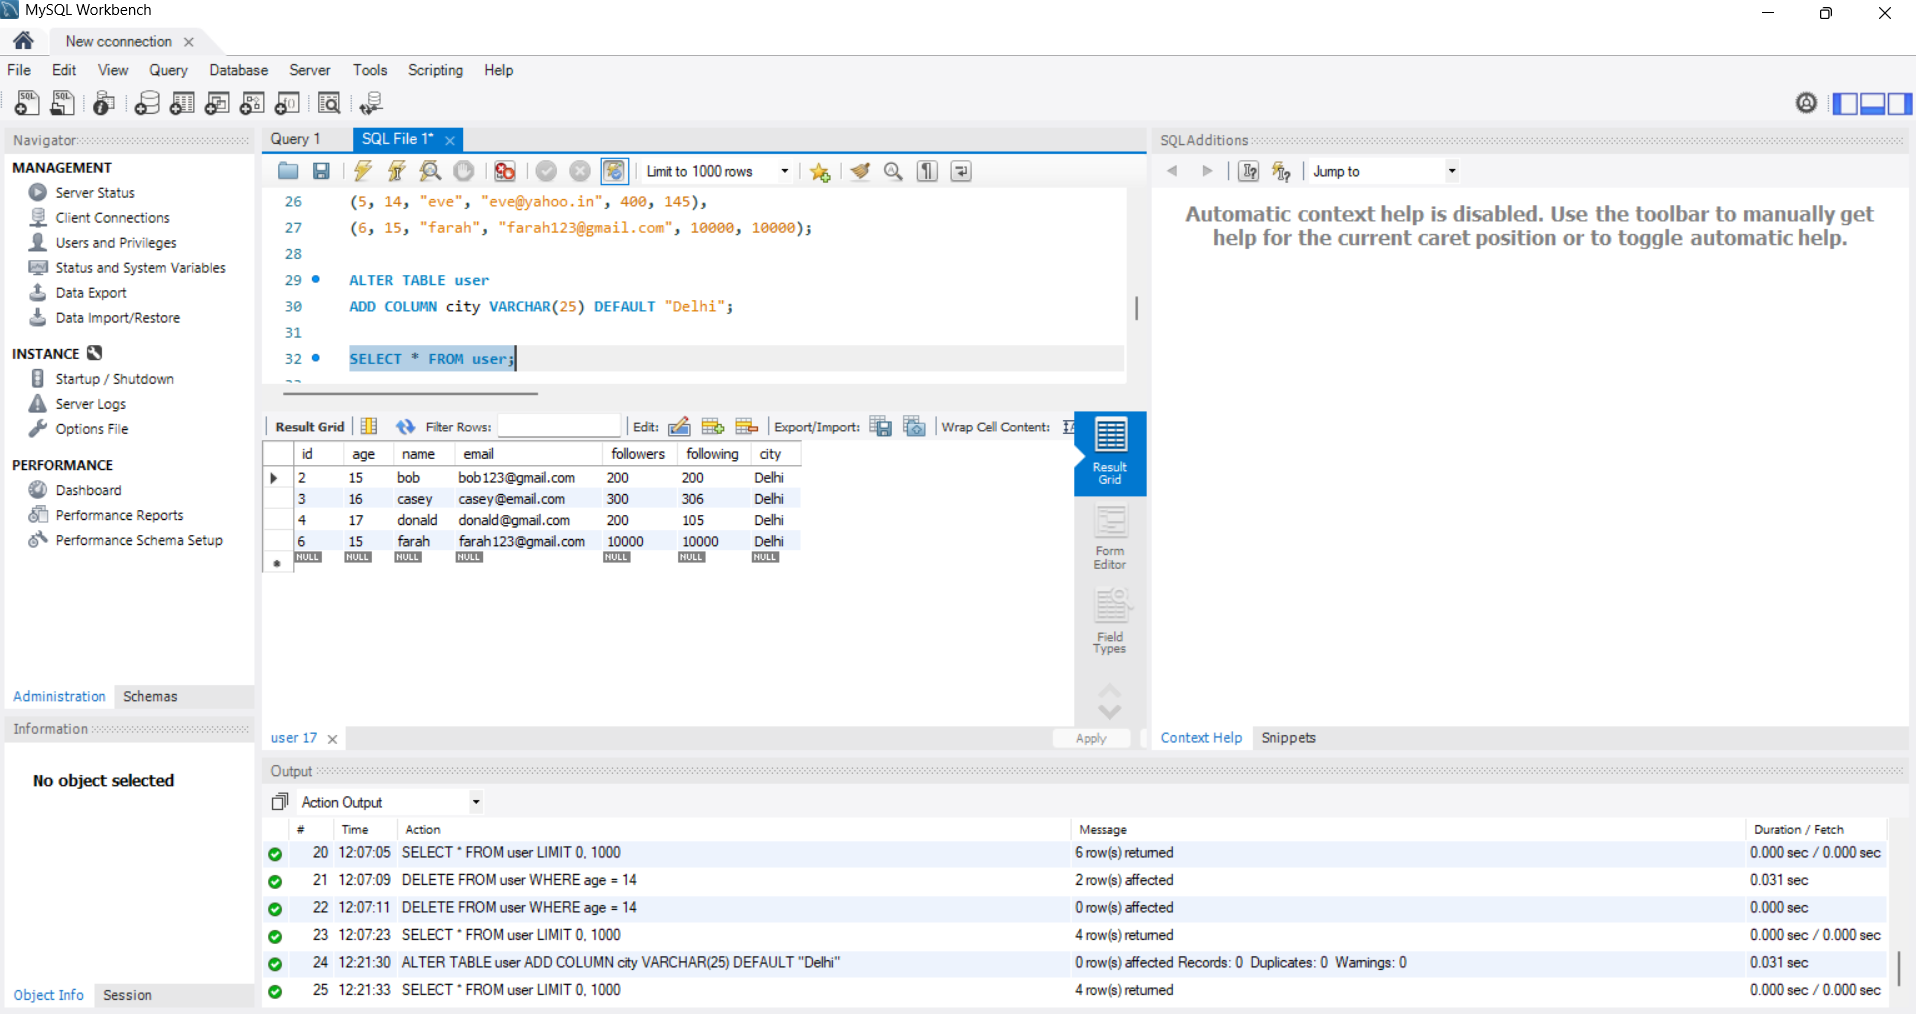 MySQL Workbench
New cconnection
File Edit View Query Database Server Tools Scripting Help
Navigator
MANAGEMENT
Server Status
Client Connections
Users and Privileges
Status and System Variables
Data Export
Data Import/Restore
INSTANCE
Startup / Shutdown
Server Logs
Options File
PERFORMANCE
Dashboard
Performance Reports
Performance Schema Setup
Administration Schemas
Information
No object selected
Object Info Session
Query 1 SQL File 1*
Limit to 1000 rows
26 (5, 14, "eve", "eve@yahoo.in", 400, 145),
27 (6, 15, "farah", "farah123@gmail.com", 10000, 10000);
28
29 ALTER TABLE user
30 ADD COLUMN city VARCHAR(25) DEFAULT "Delhi";
31
32 SELECT * FROM user;
Result Grid Filter Rows: Edit: Export/Import: Wrap Cell Content:
id age name email followers following city
2 15 bob bob123@gmail.com 200 200 Delhi
3 16 casey casey@email.com 300 306 Delhi
4 17 donald donald@gmail.com 200 105 Delhi
6 15 farah farah123@gmail.com 10000 10000 Delhi
NULL NULL NULL NULL NULL NULL NULL
Result
Grid
Form
Editor
Field
Types
user 17 Apply
SQLAdditions
Jump to
Automatic context help is disabled. Use the toolbar to manually get
help for the current caret position or to toggle automatic help.
Context Help Snippets
Output
Action Output
# Time Action Message Duration / Fetch
20 12:07:05 SELECT * FROM user LIMIT 0, 1000 6 row(s) returned 0.000 sec / 0.000 sec
21 12:07:09 DELETE FROM user WHERE age = 14 2 row(s) affected 0.031 sec
22 12:07:11 DELETE FROM user WHERE age = 14 0 row(s) affected 0.000 sec
23 12:07:23 SELECT * FROM user LIMIT 0, 1000 4 row(s) returned 0.000 sec / 0.000 sec
24 12:21:30 ALTER TABLE user ADD COLUMN city VARCHAR(25) DEFAULT "Delhi" 0 row(s) affected Records: 0 Duplicates: 0 Warnings: 0 0.031 sec
25 12:21:33 SELECT * FROM user LIMIT 0, 1000 4 row(s) returned 0.000 sec / 0.000 sec